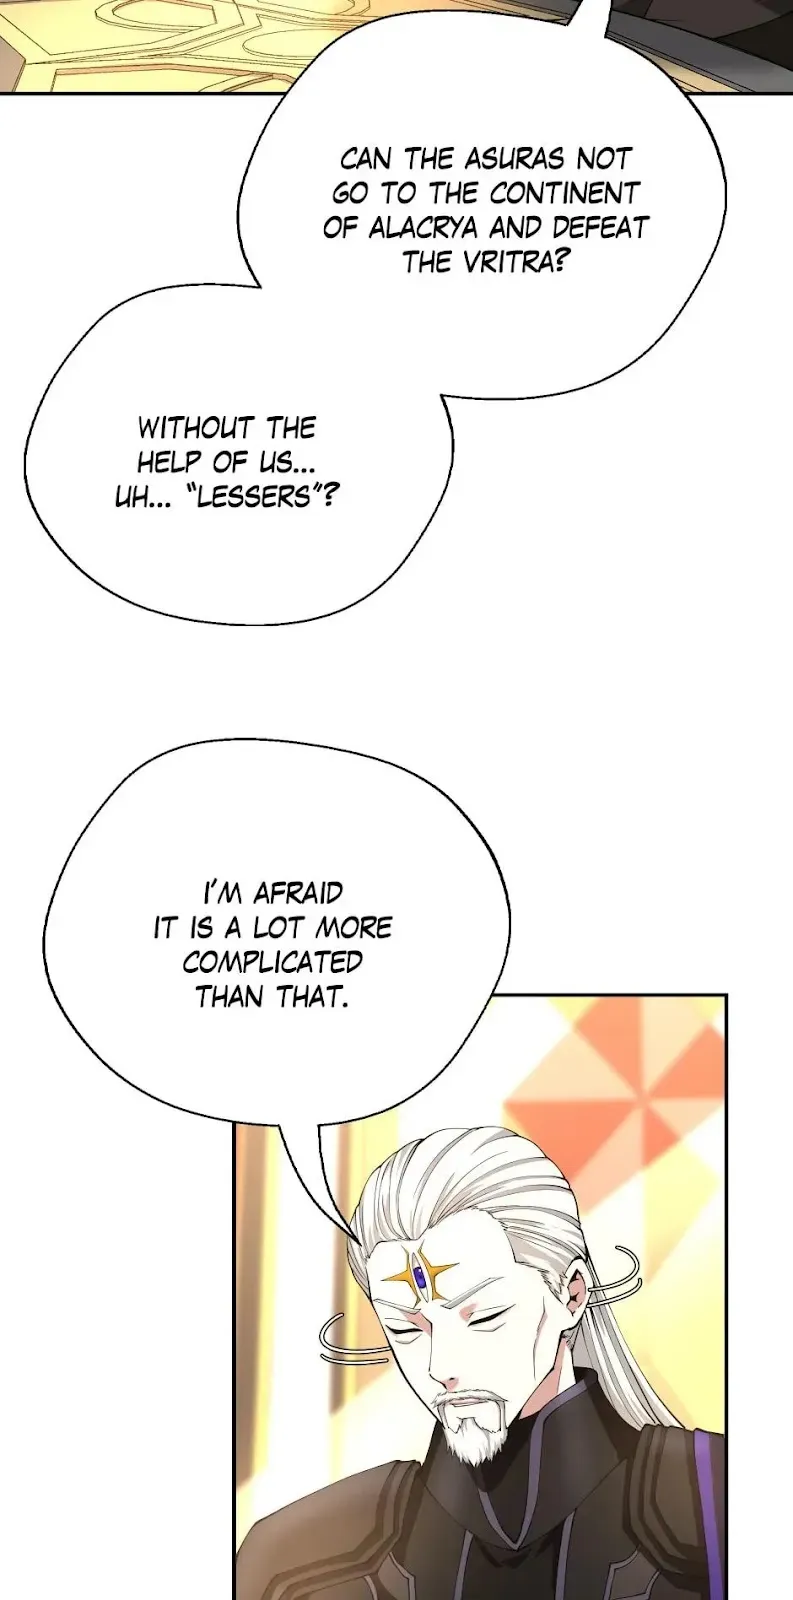 CAN THE ASURAS NOT
GO TO THE CONTINENT
OF ALACRYA AND DEFEAT
THE VRITRA?
WITHOUT THE
HELP OF US...
UH... "LESSERS"?
I'M AFRAID
IT IS A LOT MORE
COMPLICATED
THAN THAT.